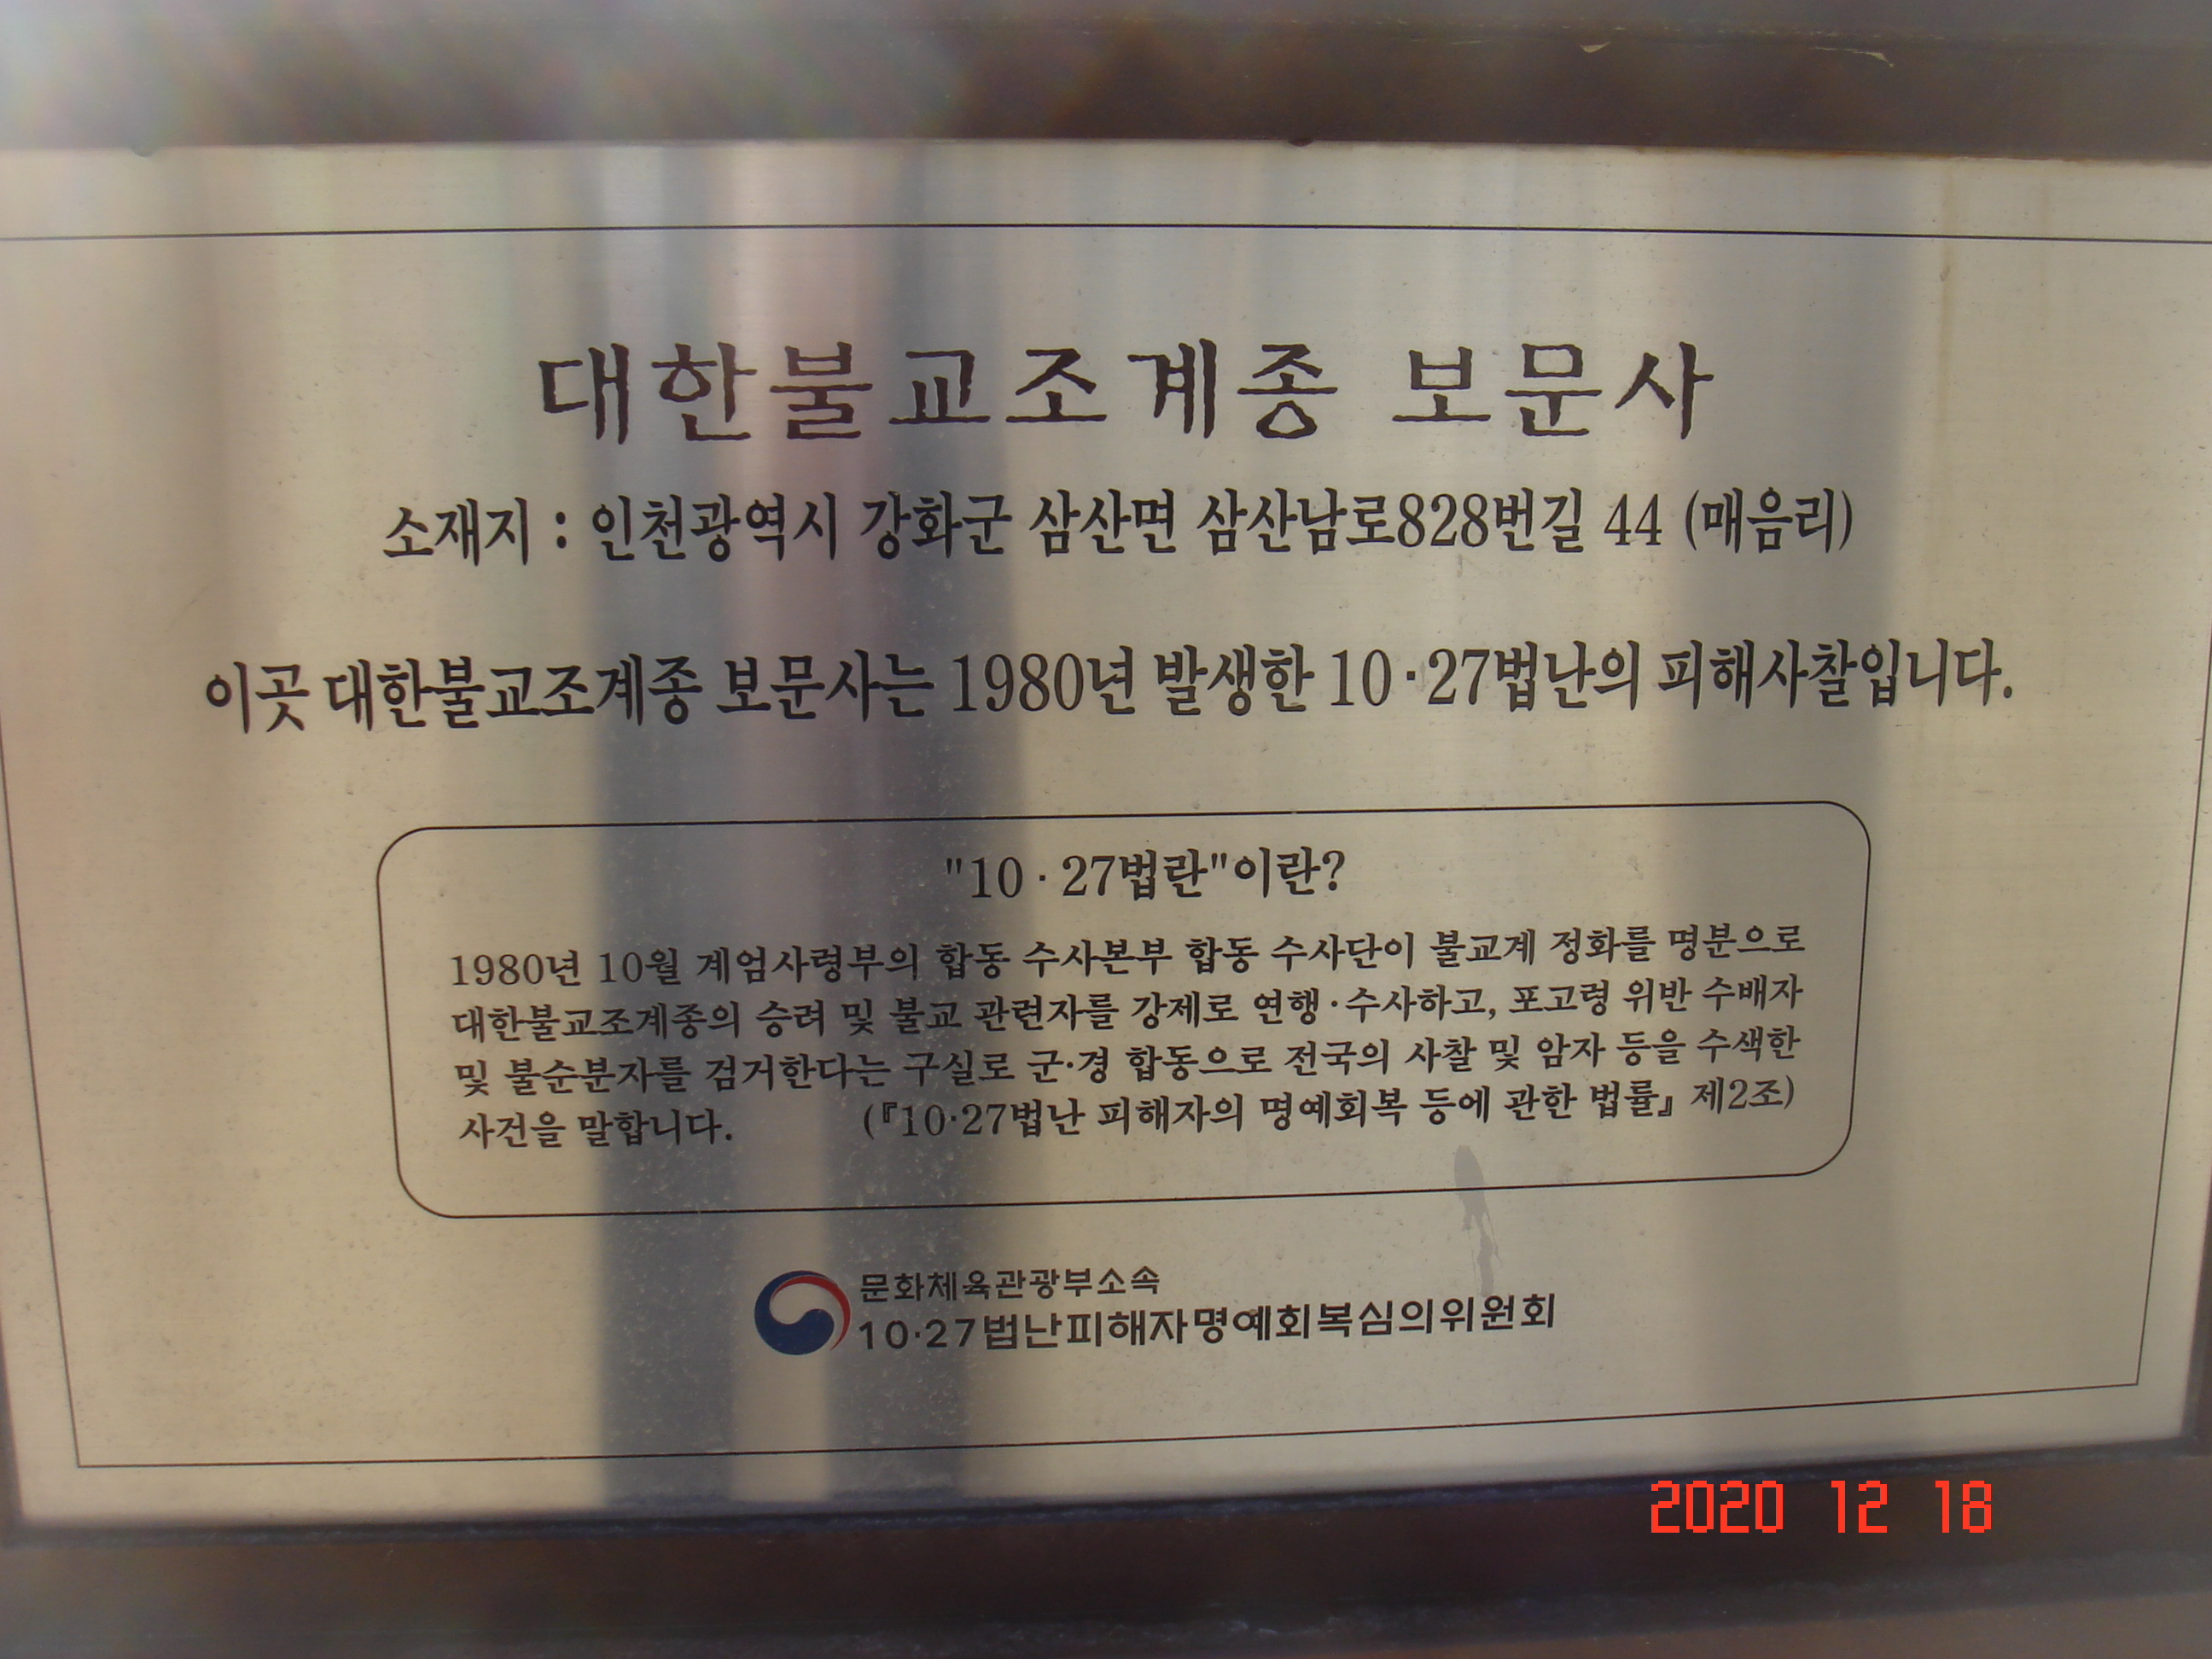 대한불교조계종 보문사
소재지 : 인천광역시 강화군 삼산면 삼산남로828번길 44 (매음리)
이곳 대한불교조계종 보문사는 1980년 발생한 10·27법난의 피해사찰입니다.
"10 · 27법란"이란?
1980년 10월 계엄사령부의 합동 수사본부 합동 수사단이 불교계 정화를 명분으로
대한불교조계종의 승려 및 불교 관련자를 강제로 연행·수사하고, 포고령 위반 수배자
및 불순분자를 검거한다는 구실로 군·경 합동으로 전국의 사찰 및 암자 등을 수색한
사건을 말합니다. (『10·27법난 피해자의 명예회복 등에 관한 법률』 제2조)
문화체육관광부소속
10·27법난피해자명예회복심의위원회
2020 12 18